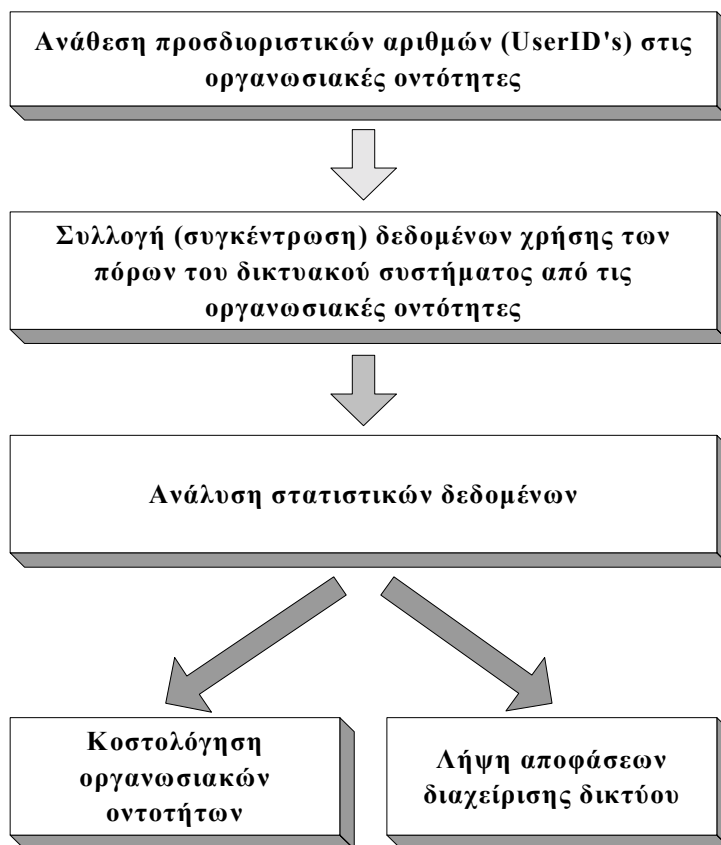 Ανάθεση προσδιοριστικών αριθμών (UserID's) στις
οργανωσιακές οντότητες
Συλλογή (συγκέντρωση) δεδομένων χρήσης των
πόρων του δικτυακού συστήματος από τις
οργανωσιακές οντότητες
Ανάλυση στατιστικών δεδομένων
Κοστολόγηση
οργανωσιακών
οντοτήτων
Λήψη αποφάσεων
διαχείρισης δικτύου